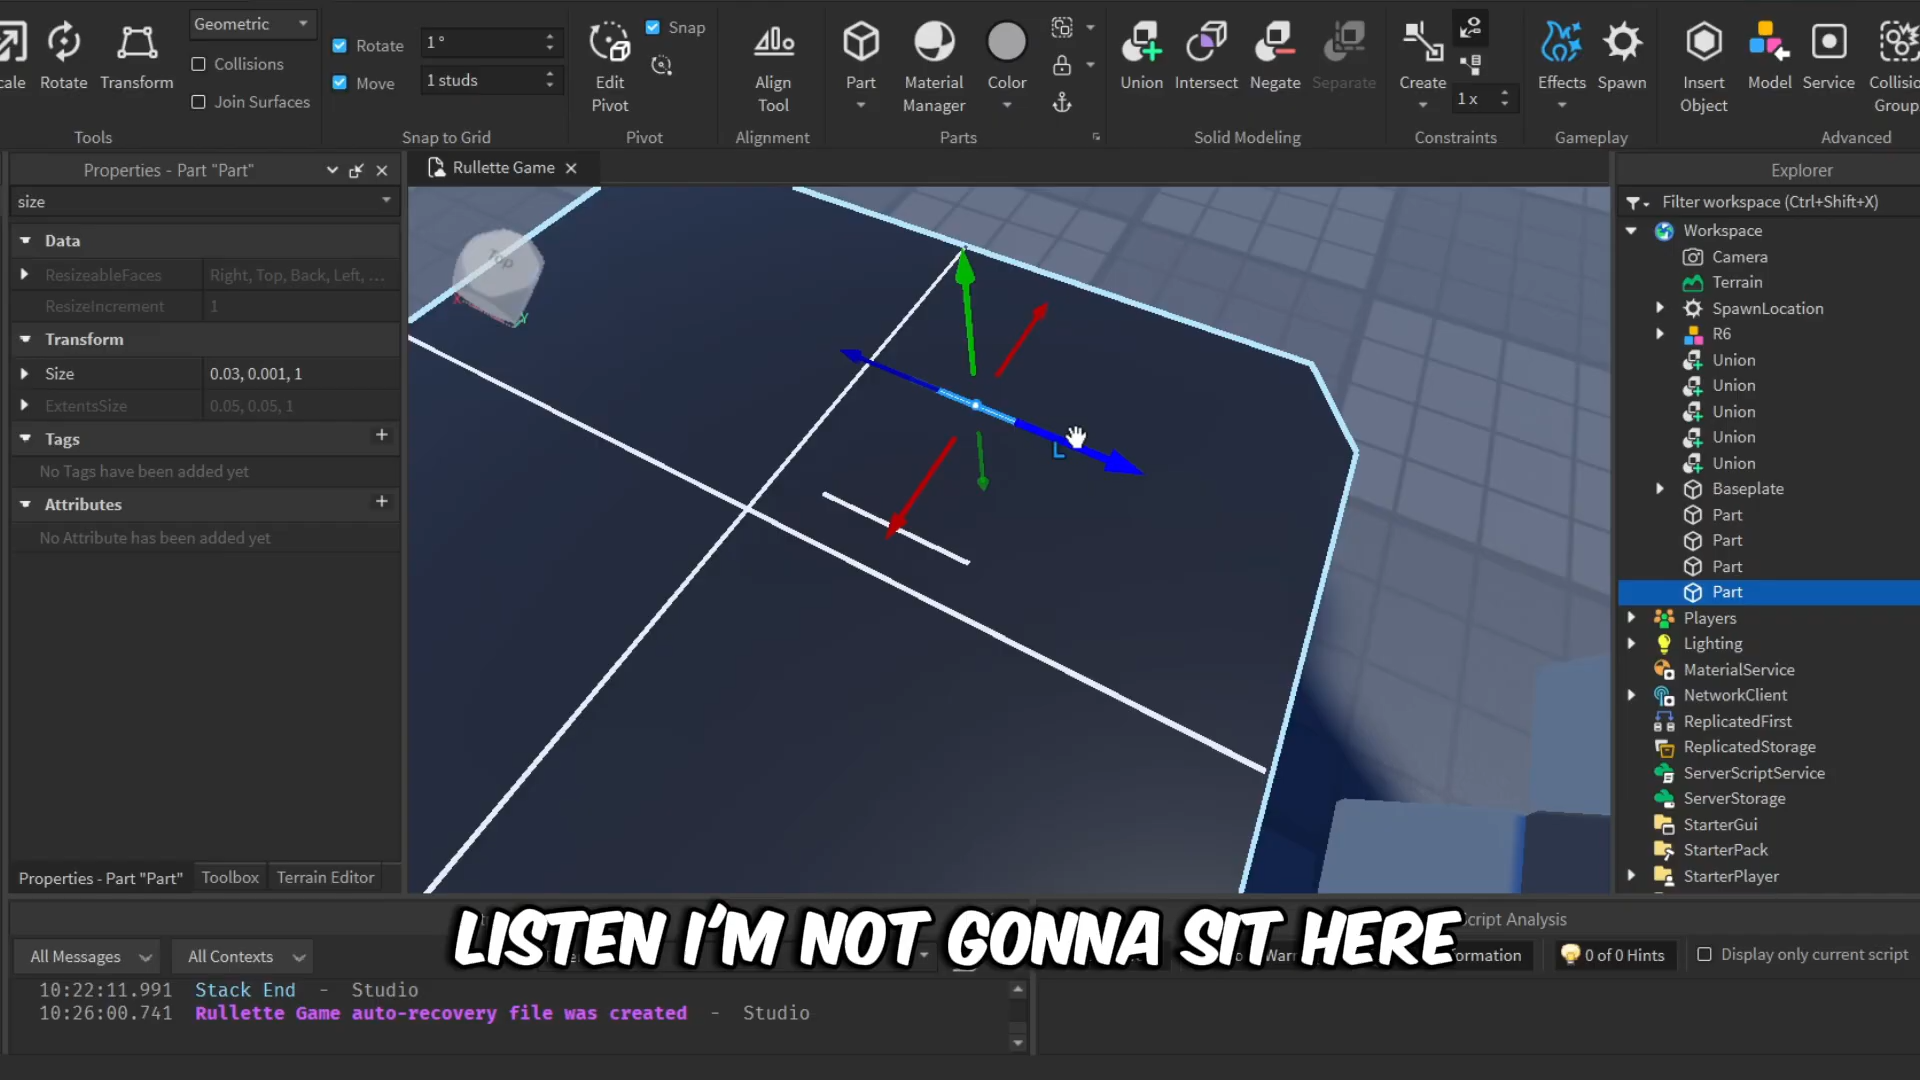 Geometric
Collisions
Join Surfaces
Rotate
Transform
Tools
Rotate 1 °
Move 1 studs
Snap to Grid
Edit
Pivot
Snap
Pivot
Align
Tool
Alignment
Part
Material
Manager
Color
Parts
Union
Intersect
Negate
Separate
Solid Modeling
Create
1 x
Constraints
Effects
Spawn
Gameplay
Insert
Object
Model
Service
Advanced
Properties - Part "Part"
size
Data
ResizeableFaces Right, Top, Back, Left, ...
ResizeIncrement 1
Transform
Size 0.03, 0.001, 1
ExtentsSize 0.05, 0.05, 1
Tags
No Tags have been added yet
Attributes
No Attribute has been added yet
Properties - Part "Part"
Toolbox
Terrain Editor
Rullette Game
Top
X
Y
L
Explorer
Filter workspace (Ctrl+Shift+X)
Workspace
Camera
Terrain
SpawnLocation
R6
Union
Union
Union
Union
Union
Baseplate
Part
Part
Part
Part
Players
Lighting
MaterialService
NetworkClient
ReplicatedFirst
ReplicatedStorage
ServerScriptService
ServerStorage
StarterGui
StarterPack
StarterPlayer
LISTEN I'M NOT GONNA SIT HERE
All Messages
All Contexts
10:22:11.991 Stack End - Studio
10:26:00.741 Rullette Game auto-recovery file was created - Studio
Analysis
0 of 0 Hints
Display only current script